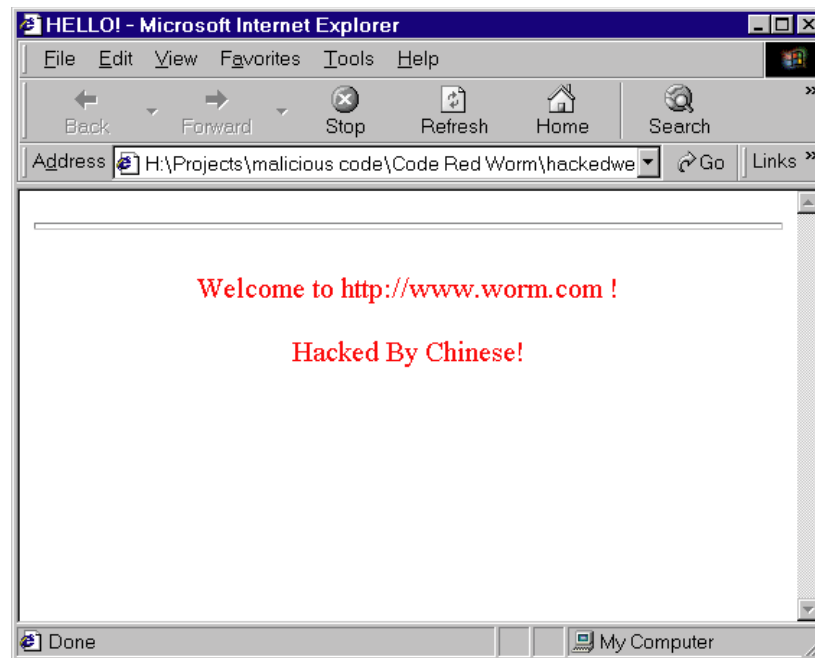 HELLO! - Microsoft Internet Explorer
File Edit View Favorites Tools Help
Back Forward Stop Refresh Home Search »
Address H:\Projects\malicious code\Code Red Worm\hackedwe Go Links »
Welcome to http://www.worm.com !
Hacked By Chinese!
Done My Computer